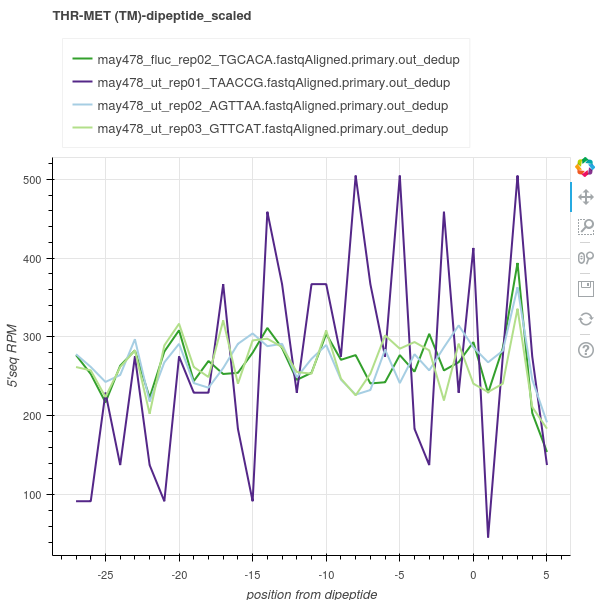 THR-MET (TM)-dipeptide_scaled
may478_fluc_rep02_TGCACA.fastqAligned.primary.out_dedup
may478_ut_rep01_TAACCG.fastqAligned.primary.out_dedup
may478_ut_rep02_AGTTAA.fastqAligned.primary.out_dedup
may478_ut_rep03_GTTCAT.fastqAligned.primary.out_dedup
500
400
300
200
100
5'seq RPM
-25 -20 -15 -10 -5 0 5
position from dipeptide